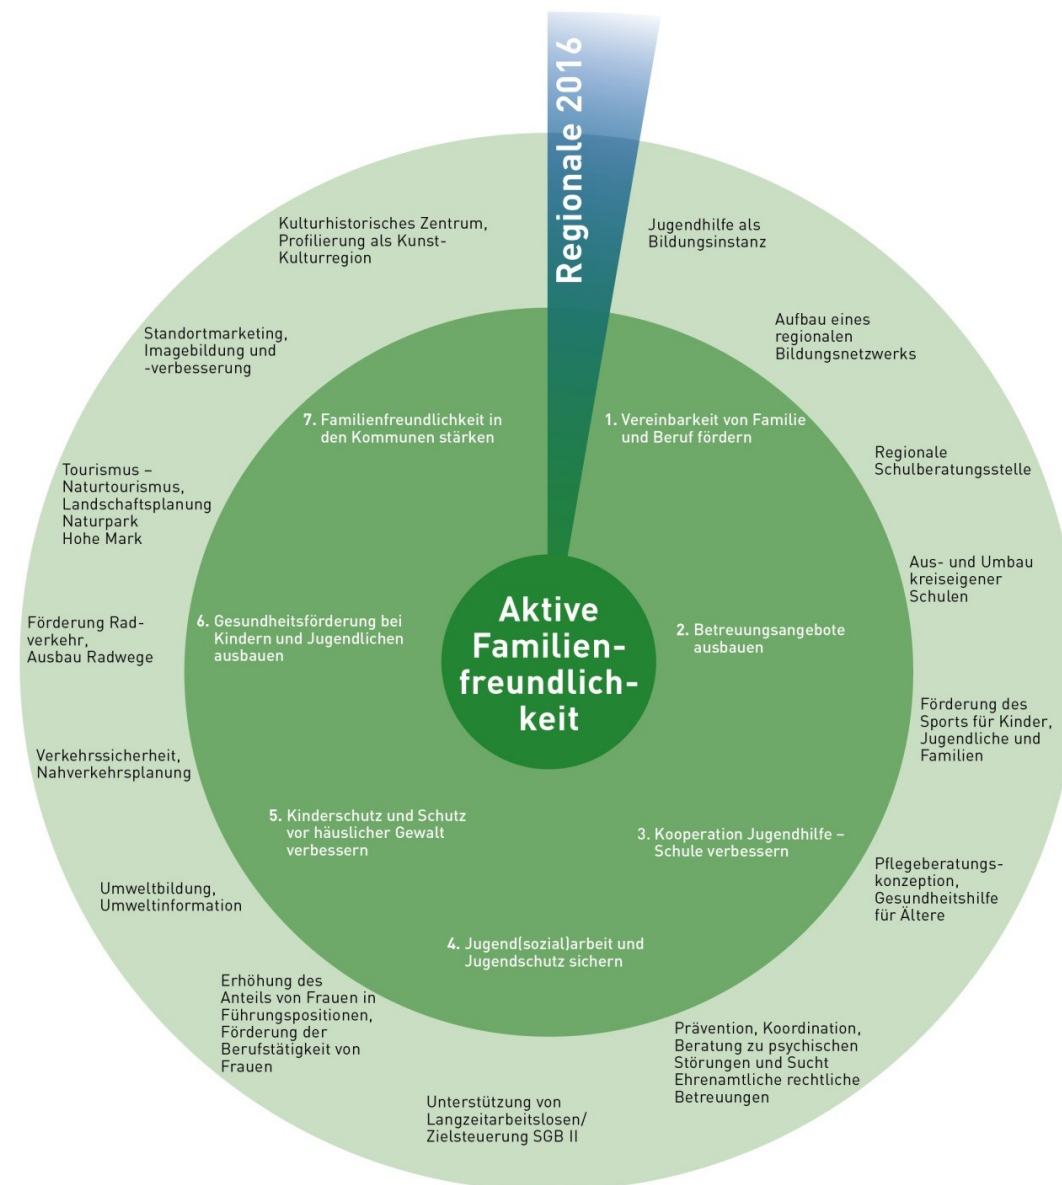 Regionale 2016
Kulturhistorisches Zentrum,
Profilierung als Kunst-
Kulturregion
Jugendhilfe als
Bildungsinstanz
Aufbau eines
regionalen
Bildungsnetzwerks
Standortmarketing,
Imagebildung und
-verbesserung
7. Familienfreundlichkeit in
den Kommunen stärken
1. Vereinbarkeit von Familie
und Beruf fördern
Regionale
Schulberatungsstelle
Tourismus –
Naturtourismus,
Landschaftsplanung
Naturpark
Hohe Mark
Aus- und Umbau
kreiseigener
Schulen
Förderung Rad-
verkehr,
Ausbau Radwege
6. Gesundheitsförderung bei
Kindern und Jugendlichen
ausbauen
Aktive
Familien-
freundlich-
keit
2. Betreuungsangebote
ausbauen
Förderung des
Sports für Kinder,
Jugendliche und
Familien
Verkehrssicherheit,
Nahverkehrsplanung
5. Kinderschutz und Schutz
vor häuslicher Gewalt
verbessern
3. Kooperation Jugendhilfe –
Schule verbessern
Pflegeberatungs-
konzeption,
Gesundheitshilfe
für Ältere
Umweltbildung,
Umweltinformation
4. Jugend(sozial)arbeit und
Jugendschutz sichern
Erhöhung des
Anteils von Frauen in
Führungspositionen,
Förderung der
Berufstätigkeit von
Frauen
Prävention, Koordination,
Beratung zu psychischen
Störungen und Sucht
Ehrenamtliche rechtliche
Betreuungen
Unterstützung von
Langzeitarbeitslosen/
Zielsteuerung SGB II